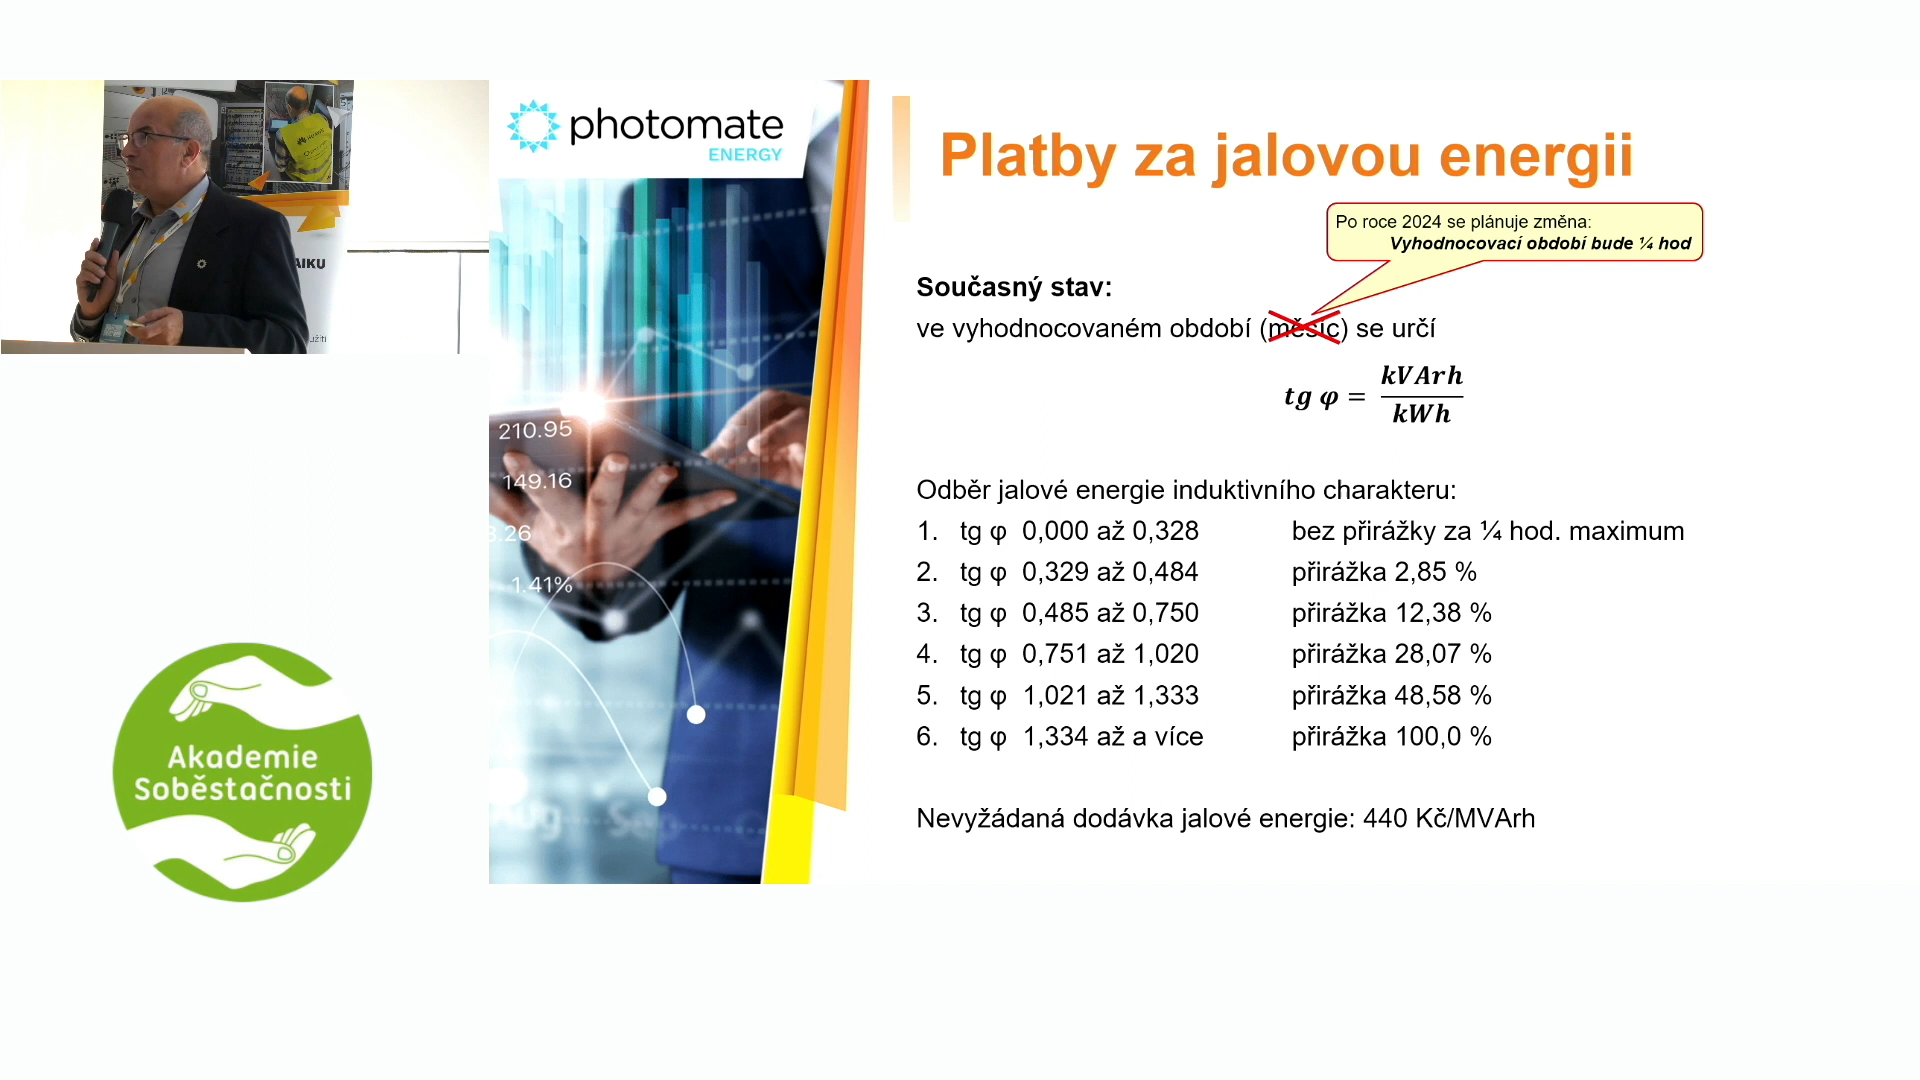 photomate
ENERGY
Platby za jalovou energii
Po roce 2024 se plánuje změna:
Vyhodnocovací období bude ¼ hod
Současný stav:
ve vyhodnocovaném období (měsíc) se určí
tg φ = kVArh
kWh
Odběr jalové energie induktivního charakteru:
1. tg φ 0,000 až 0,328 bez přirážky za ¼ hod. maximum
2. tg φ 0,329 až 0,484 přirážka 2,85 %
3. tg φ 0,485 až 0,750 přirážka 12,38 %
4. tg φ 0,751 až 1,020 přirážka 28,07 %
5. tg φ 1,021 až 1,333 přirážka 48,58 %
6. tg φ 1,334 až a více přirážka 100,0 %
Nevyžádaná dodávka jalové energie: 440 Kč/MVArh
210.95
149.16
3.26
1.41%
AIKU
Akademie
Soběstačnosti